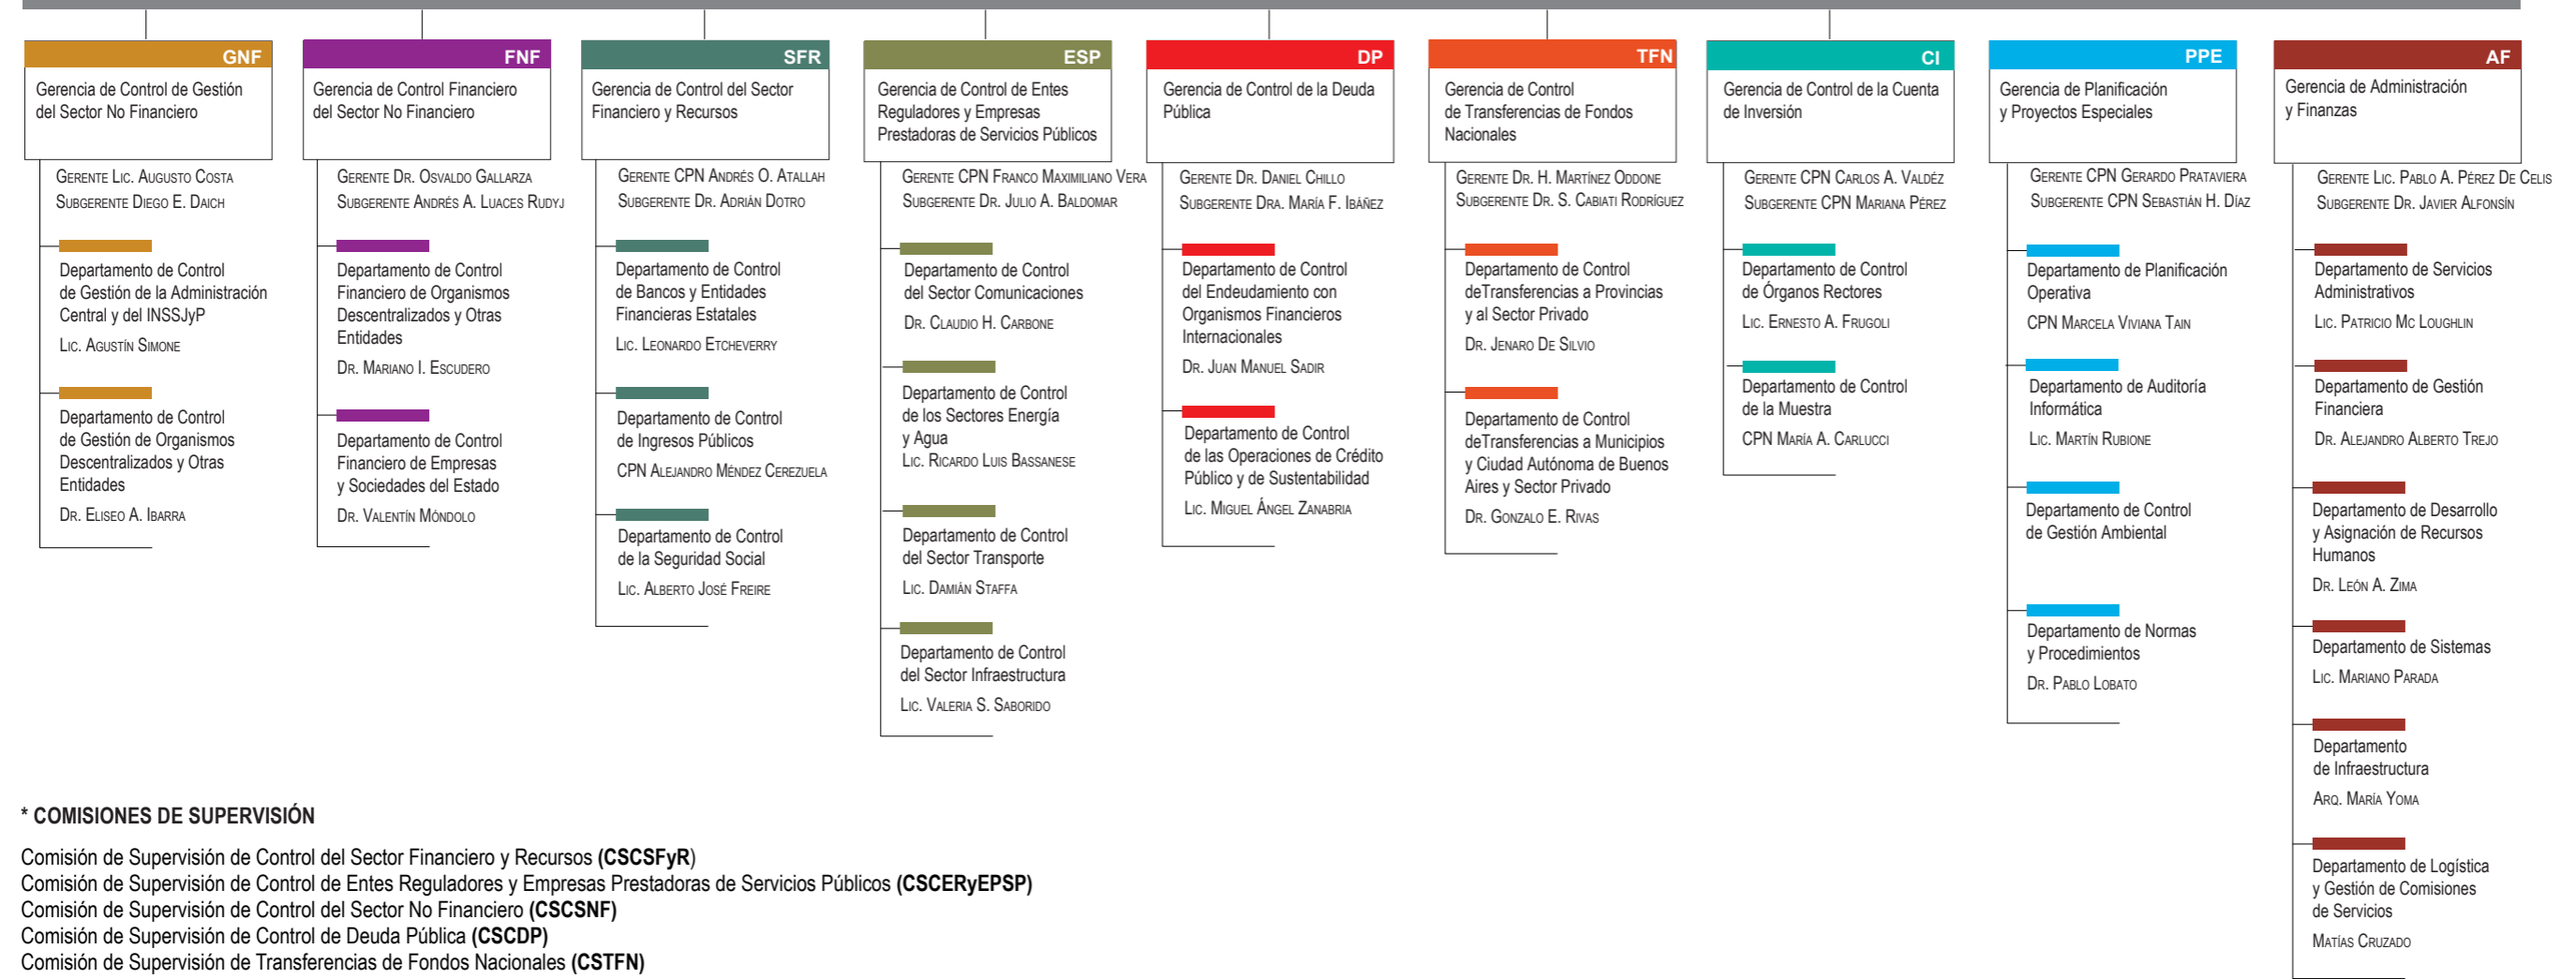 GNF
Gerencia de Control de Gestión
del Sector No Financiero
Gerente Lic. Augusto Costa
Subgerente Diego E. Daich
Departamento de Control
de Gestión de la Administración
Central y del INSSJyP
Lic. Agustín Simone
Departamento de Control
de Gestión de Organismos
Descentralizados y Otras
Entidades
Dr. Eliseo A. Ibarra
FNF
Gerencia de Control Financiero
del Sector No Financiero
Gerente Dr. Osvaldo Gallarza
Subgerente Andrés A. Luaces Rudyj
Departamento de Control
Financiero de Organismos
Descentralizados y Otras
Entidades
Dr. Mariano I. Escudero
Departamento de Control
Financiero de Empresas
y Sociedades del Estado
Dr. Valentín Móndolo
SFR
Gerencia de Control del Sector
Financiero y Recursos
Gerente CPN Andrés O. Atallah
Subgerente Dr. Adrián Dotro
Departamento de Control
de Bancos y Entidades
Financieras Estatales
Lic. Leonardo Etcheverry
Departamento de Control
de Ingresos Públicos
CPN Alejandro Méndez Cerezuela
Departamento de Control
de la Seguridad Social
Lic. Alberto José Freire
ESP
Gerencia de Control de Entes
Reguladores y Empresas
Prestadoras de Servicios Públicos
Gerente CPN Franco Maximiliano Vera
Subgerente Dr. Julio A. Baldomar
Departamento de Control
del Sector Comunicaciones
Dr. Claudio H. Carbone
Departamento de Control
de los Sectores Energía
y Agua
Lic. Ricardo Luis Bassanese
Departamento de Control
del Sector Transporte
Lic. Damián Staffa
Departamento de Control
del Sector Infraestructura
Lic. Valeria S. Saborido
DP
Gerencia de Control de la Deuda
Pública
Gerente Dr. Daniel Chillo
Subgerente Dra. María F. Ibáñez
Departamento de Control
del Endeudamiento con
Organismos Financieros
Internacionales
Dr. Juan Manuel Sadir
Departamento de Control
de las Operaciones de Crédito
Público y de Sustentabilidad
Lic. Miguel Ángel Zanabria
TFN
Gerencia de Control
de Transferencias de Fondos
Nacionales
Gerente Dr. H. Martínez Oddone
Subgerente Dr. S. Cabiati Rodríguez
Departamento de Control
deTransferencias a Provincias
y al Sector Privado
Dr. Jenaro De Silvio
Departamento de Control
deTransferencias a Municipios
y Ciudad Autónoma de Buenos
Aires y Sector Privado
Dr. Gonzalo E. Rivas
CI
Gerencia de Control de la Cuenta
de Inversión
Gerente CPN Carlos A. Valdéz
Subgerente CPN Mariana Pérez
Departamento de Control
de Órganos Rectores
Lic. Ernesto A. Frugoli
Departamento de Control
de la Muestra
CPN María A. Carlucci
PPE
Gerencia de Planificación
y Proyectos Especiales
Gerente CPN Gerardo Prataviera
Subgerente CPN Sebastián H. Díaz
Departamento de Planificación
Operativa
CPN Marcela Viviana Tain
Departamento de Auditoría
Informática
Lic. Martín Rubione
Departamento de Control
de Gestión Ambiental
Departamento de Normas
y Procedimientos
Dr. Pablo Lobato
AF
Gerencia de Administración
y Finanzas
Gerente Lic. Pablo A. Pérez De Celis
Subgerente Dr. Javier Alfonsín
Departamento de Servicios
Administrativos
Lic. Patricio Mc Loughlin
Departamento de Gestión
Financiera
Dr. Alejandro Alberto Trejo
Departamento de Desarrollo
y Asignación de Recursos
Humanos
Dr. León A. Zima
Departamento de Sistemas
Lic. Mariano Parada
Departamento
de Infraestructura
Arq. María Yoma
Departamento de Logística
y Gestión de Comisiones
de Servicios
Matías Cruzado
* COMISIONES DE SUPERVISIÓN
Comisión de Supervisión de Control del Sector Financiero y Recursos (CSCSFyR)
Comisión de Supervisión de Control de Entes Reguladores y Empresas Prestadoras de Servicios Públicos (CSCERyEPSP)
Comisión de Supervisión de Control del Sector No Financiero (CSCSNF)
Comisión de Supervisión de Control de Deuda Pública (CSCDP)
Comisión de Supervisión de Transferencias de Fondos Nacionales (CSTFN)